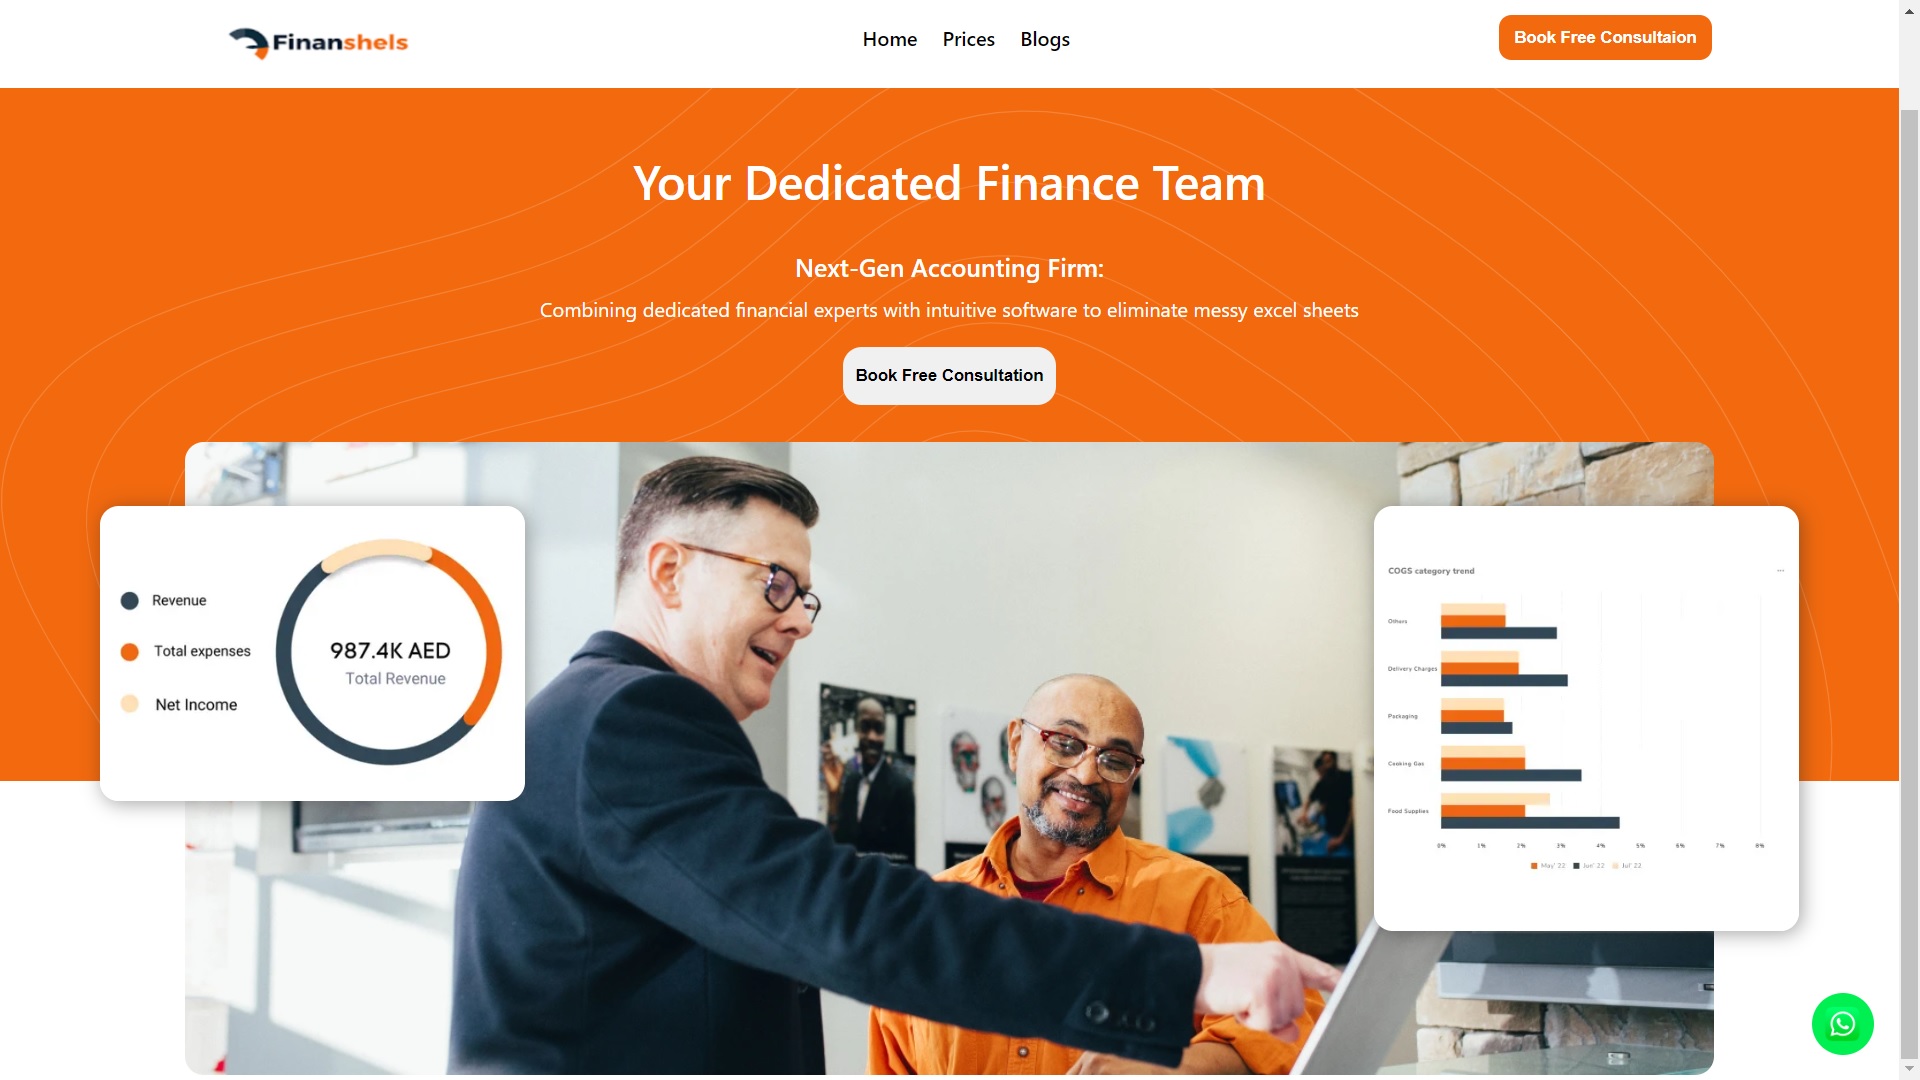 Finanshels
Home
Prices
Blogs
Book Free Consultaion
Your Dedicated Finance Team
Next-Gen Accounting Firm:
Combining dedicated financial experts with intuitive software to eliminate messy excel sheets
Book Free Consultation
Revenue
Total expenses
Net Income
987.4K AED
Total Revenue
COGS category trend
Others
Delivery Charges
Packaging
Cooking Gas
Food Supplies
0% 1% 2% 3% 4% 5% 6% 7% 8%
May' 22 Jun' 22 Jul' 22